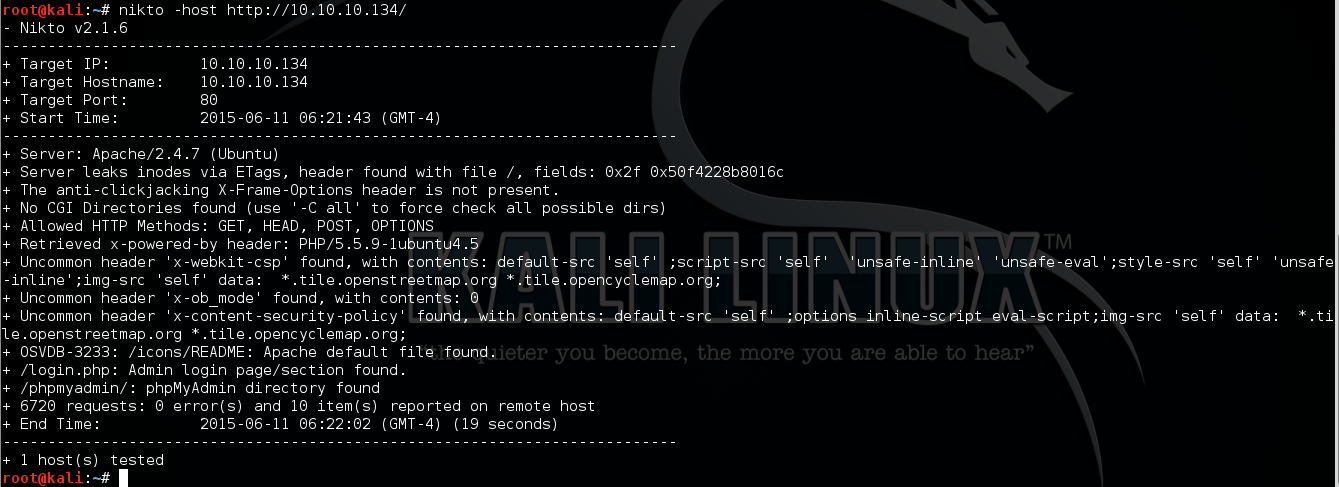 root@kali:~# nikto -host http://10.10.10.134/
- Nikto v2.1.6
---------------------------------------------------------------------------
+ Target IP:          10.10.10.134
+ Target Hostname:    10.10.10.134
+ Target Port:        80
+ Start Time:         2015-06-11 06:21:43 (GMT-4)
---------------------------------------------------------------------------
+ Server: Apache/2.4.7 (Ubuntu)
+ Server leaks inodes via ETags, header found with file /, fields: 0x2f 0x50f4228b8016c
+ The anti-clickjacking X-Frame-Options header is not present.
+ No CGI Directories found (use '-C all' to force check all possible dirs)
+ Allowed HTTP Methods: GET, HEAD, POST, OPTIONS
+ Retrieved x-powered-by header: PHP/5.5.9-1ubuntu4.5
+ Uncommon header 'x-webkit-csp' found, with contents: default-src 'self' ;script-src 'self'  'unsafe-inline' 'unsafe-eval';style-src 'self' 'unsafe
-inline';img-src 'self' data:  *.tile.openstreetmap.org *.tile.opencyclemap.org;
+ Uncommon header 'x-ob_mode' found, with contents: 0
+ Uncommon header 'x-content-security-policy' found, with contents: default-src 'self' ;options inline-script eval-script;img-src 'self' data:  *.ti
le.openstreetmap.org *.tile.opencyclemap.org;
+ OSVDB-3233: /icons/README: Apache default file found.
+ /login.php: Admin login page/section found.
+ /phpmyadmin/: phpMyAdmin directory found
+ 6720 requests: 0 error(s) and 10 item(s) reported on remote host
+ End Time:           2015-06-11 06:22:02 (GMT-4) (19 seconds)
---------------------------------------------------------------------------
+ 1 host(s) tested
root@kali:~#
KALI LINUX™
"the quieter you become, the more you are able to hear"